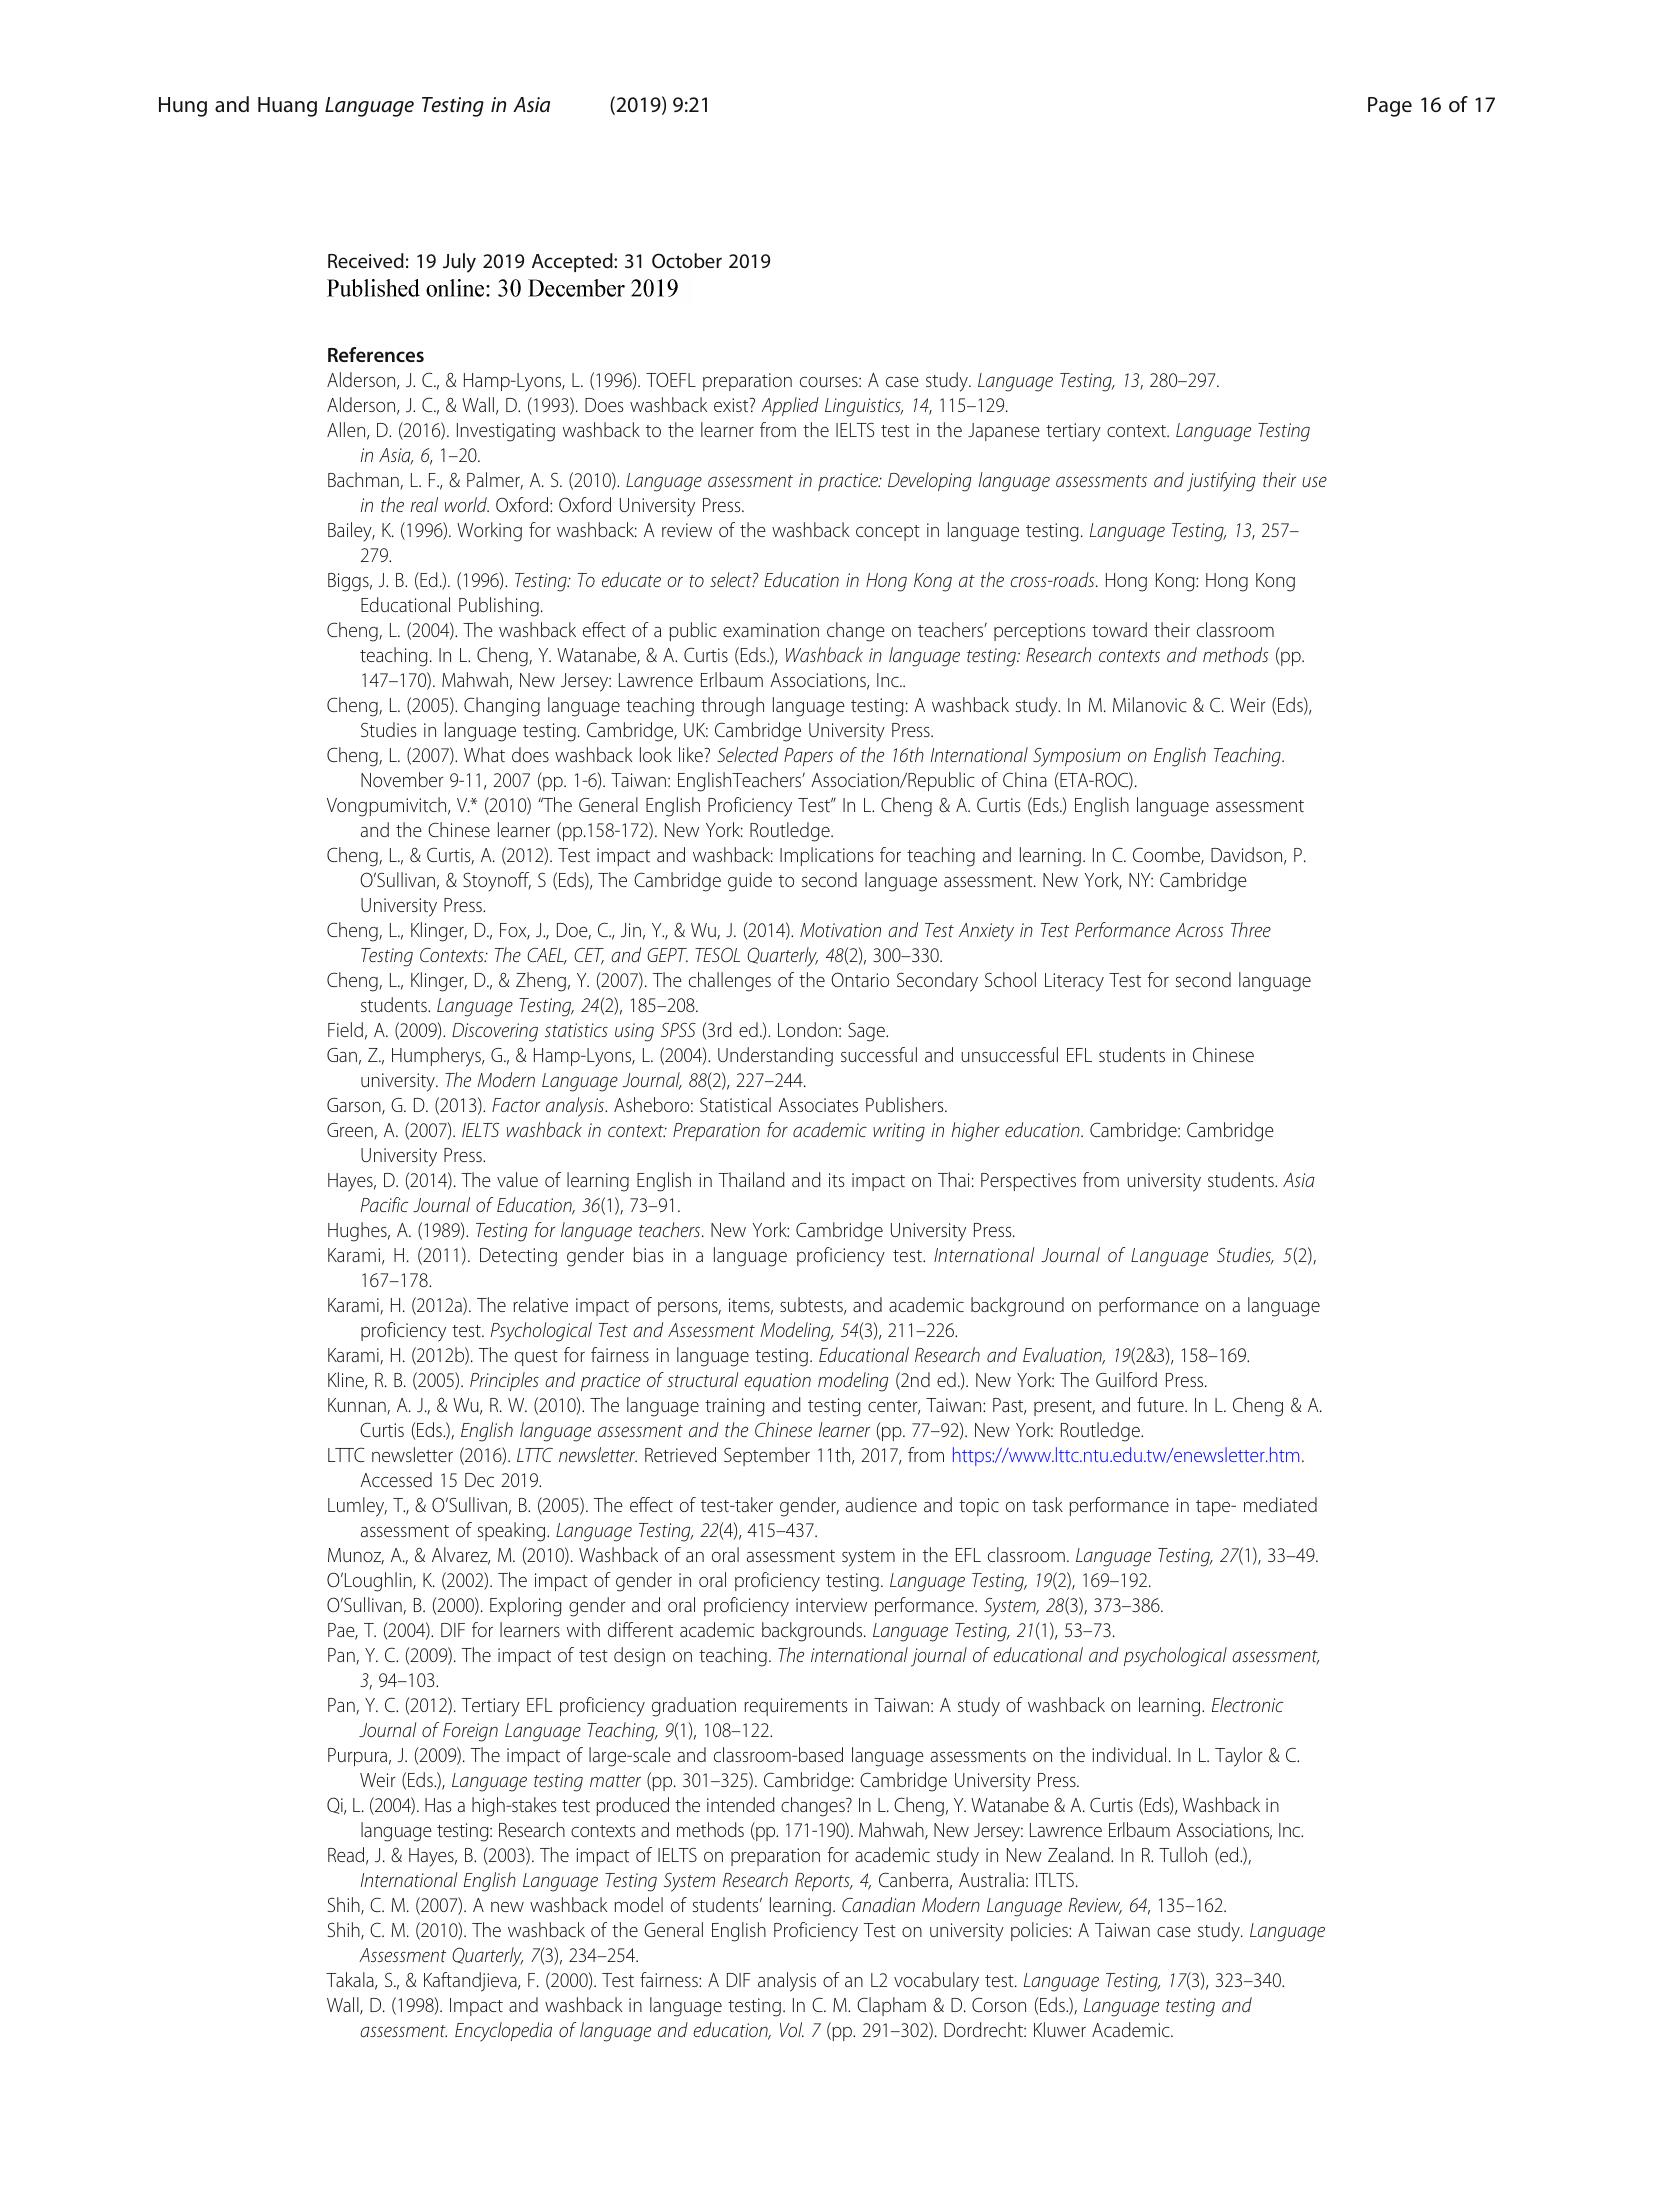 Hung and Huang Language Testing in Asia (2019) 9:21 Page 16 of 17
Received: 19 July 2019 Accepted: 31 October 2019
Published online: 30 December 2019
References
Alderson, J. C., & Hamp-Lyons, L. (1996). TOEFL preparation courses: A case study. Language Testing, 13, 280–297.
Alderson, J. C., & Wall, D. (1993). Does washback exist? Applied Linguistics, 14, 115–129.
Allen, D. (2016). Investigating washback to the learner from the IELTS test in the Japanese tertiary context. Language Testing
in Asia, 6, 1–20.
Bachman, L. F., & Palmer, A. S. (2010). Language assessment in practice: Developing language assessments and justifying their use
in the real world. Oxford: Oxford University Press.
Bailey, K. (1996). Working for washback: A review of the washback concept in language testing. Language Testing, 13, 257–
279.
Biggs, J. B. (Ed.). (1996). Testing: To educate or to select? Education in Hong Kong at the cross-roads. Hong Kong: Hong Kong
Educational Publishing.
Cheng, L. (2004). The washback effect of a public examination change on teachers’ perceptions toward their classroom
teaching. In L. Cheng, Y. Watanabe, & A. Curtis (Eds.), Washback in language testing: Research contexts and methods (pp.
147–170). Mahwah, New Jersey: Lawrence Erlbaum Associations, Inc..
Cheng, L. (2005). Changing language teaching through language testing: A washback study. In M. Milanovic & C. Weir (Eds),
Studies in language testing. Cambridge, UK: Cambridge University Press.
Cheng, L. (2007). What does washback look like? Selected Papers of the 16th International Symposium on English Teaching.
November 9-11, 2007 (pp. 1-6). Taiwan: EnglishTeachers’ Association/Republic of China (ETA-ROC).
Vongpumivitch, V.* (2010) “The General English Proficiency Test” In L. Cheng & A. Curtis (Eds.) English language assessment
and the Chinese learner (pp.158-172). New York: Routledge.
Cheng, L., & Curtis, A. (2012). Test impact and washback: Implications for teaching and learning. In C. Coombe, Davidson, P.
O’Sullivan, & Stoynoff, S (Eds), The Cambridge guide to second language assessment. New York, NY: Cambridge
University Press.
Cheng, L., Klinger, D., Fox, J., Doe, C., Jin, Y., & Wu, J. (2014). Motivation and Test Anxiety in Test Performance Across Three
Testing Contexts: The CAEL, CET, and GEPT. TESOL Quarterly, 48(2), 300–330.
Cheng, L., Klinger, D., & Zheng, Y. (2007). The challenges of the Ontario Secondary School Literacy Test for second language
students. Language Testing, 24(2), 185–208.
Field, A. (2009). Discovering statistics using SPSS (3rd ed.). London: Sage.
Gan, Z., Humpherys, G., & Hamp-Lyons, L. (2004). Understanding successful and unsuccessful EFL students in Chinese
university. The Modern Language Journal, 88(2), 227–244.
Garson, G. D. (2013). Factor analysis. Asheboro: Statistical Associates Publishers.
Green, A. (2007). IELTS washback in context: Preparation for academic writing in higher education. Cambridge: Cambridge
University Press.
Hayes, D. (2014). The value of learning English in Thailand and its impact on Thai: Perspectives from university students. Asia
Pacific Journal of Education, 36(1), 73–91.
Hughes, A. (1989). Testing for language teachers. New York: Cambridge University Press.
Karami, H. (2011). Detecting gender bias in a language proficiency test. International Journal of Language Studies, 5(2),
167–178.
Karami, H. (2012a). The relative impact of persons, items, subtests, and academic background on performance on a language
proficiency test. Psychological Test and Assessment Modeling, 54(3), 211–226.
Karami, H. (2012b). The quest for fairness in language testing. Educational Research and Evaluation, 19(2&3), 158–169.
Kline, R. B. (2005). Principles and practice of structural equation modeling (2nd ed.). New York: The Guilford Press.
Kunnan, A. J., & Wu, R. W. (2010). The language training and testing center, Taiwan: Past, present, and future. In L. Cheng & A.
Curtis (Eds.), English language assessment and the Chinese learner (pp. 77–92). New York: Routledge.
LTTC newsletter (2016). LTTC newsletter. Retrieved September 11th, 2017, from https://www.lttc.ntu.edu.tw/enewsletter.htm.
Accessed 15 Dec 2019.
Lumley, T., & O’Sullivan, B. (2005). The effect of test-taker gender, audience and topic on task performance in tape- mediated
assessment of speaking. Language Testing, 22(4), 415–437.
Munoz, A., & Alvarez, M. (2010). Washback of an oral assessment system in the EFL classroom. Language Testing, 27(1), 33–49.
O’Loughlin, K. (2002). The impact of gender in oral proficiency testing. Language Testing, 19(2), 169–192.
O’Sullivan, B. (2000). Exploring gender and oral proficiency interview performance. System, 28(3), 373–386.
Pae, T. (2004). DIF for learners with different academic backgrounds. Language Testing, 21(1), 53–73.
Pan, Y. C. (2009). The impact of test design on teaching. The international journal of educational and psychological assessment,
3, 94–103.
Pan, Y. C. (2012). Tertiary EFL proficiency graduation requirements in Taiwan: A study of washback on learning. Electronic
Journal of Foreign Language Teaching, 9(1), 108–122.
Purpura, J. (2009). The impact of large-scale and classroom-based language assessments on the individual. In L. Taylor & C.
Weir (Eds.), Language testing matter (pp. 301–325). Cambridge: Cambridge University Press.
Qi, L. (2004). Has a high-stakes test produced the intended changes? In L. Cheng, Y. Watanabe & A. Curtis (Eds), Washback in
language testing: Research contexts and methods (pp. 171-190). Mahwah, New Jersey: Lawrence Erlbaum Associations, Inc.
Read, J. & Hayes, B. (2003). The impact of IELTS on preparation for academic study in New Zealand. In R. Tulloh (ed.),
International English Language Testing System Research Reports, 4, Canberra, Australia: ITLTS.
Shih, C. M. (2007). A new washback model of students’ learning. Canadian Modern Language Review, 64, 135–162.
Shih, C. M. (2010). The washback of the General English Proficiency Test on university policies: A Taiwan case study. Language
Assessment Quarterly, 7(3), 234–254.
Takala, S., & Kaftandjieva, F. (2000). Test fairness: A DIF analysis of an L2 vocabulary test. Language Testing, 17(3), 323–340.
Wall, D. (1998). Impact and washback in language testing. In C. M. Clapham & D. Corson (Eds.), Language testing and
assessment. Encyclopedia of language and education, Vol. 7 (pp. 291–302). Dordrecht: Kluwer Academic.